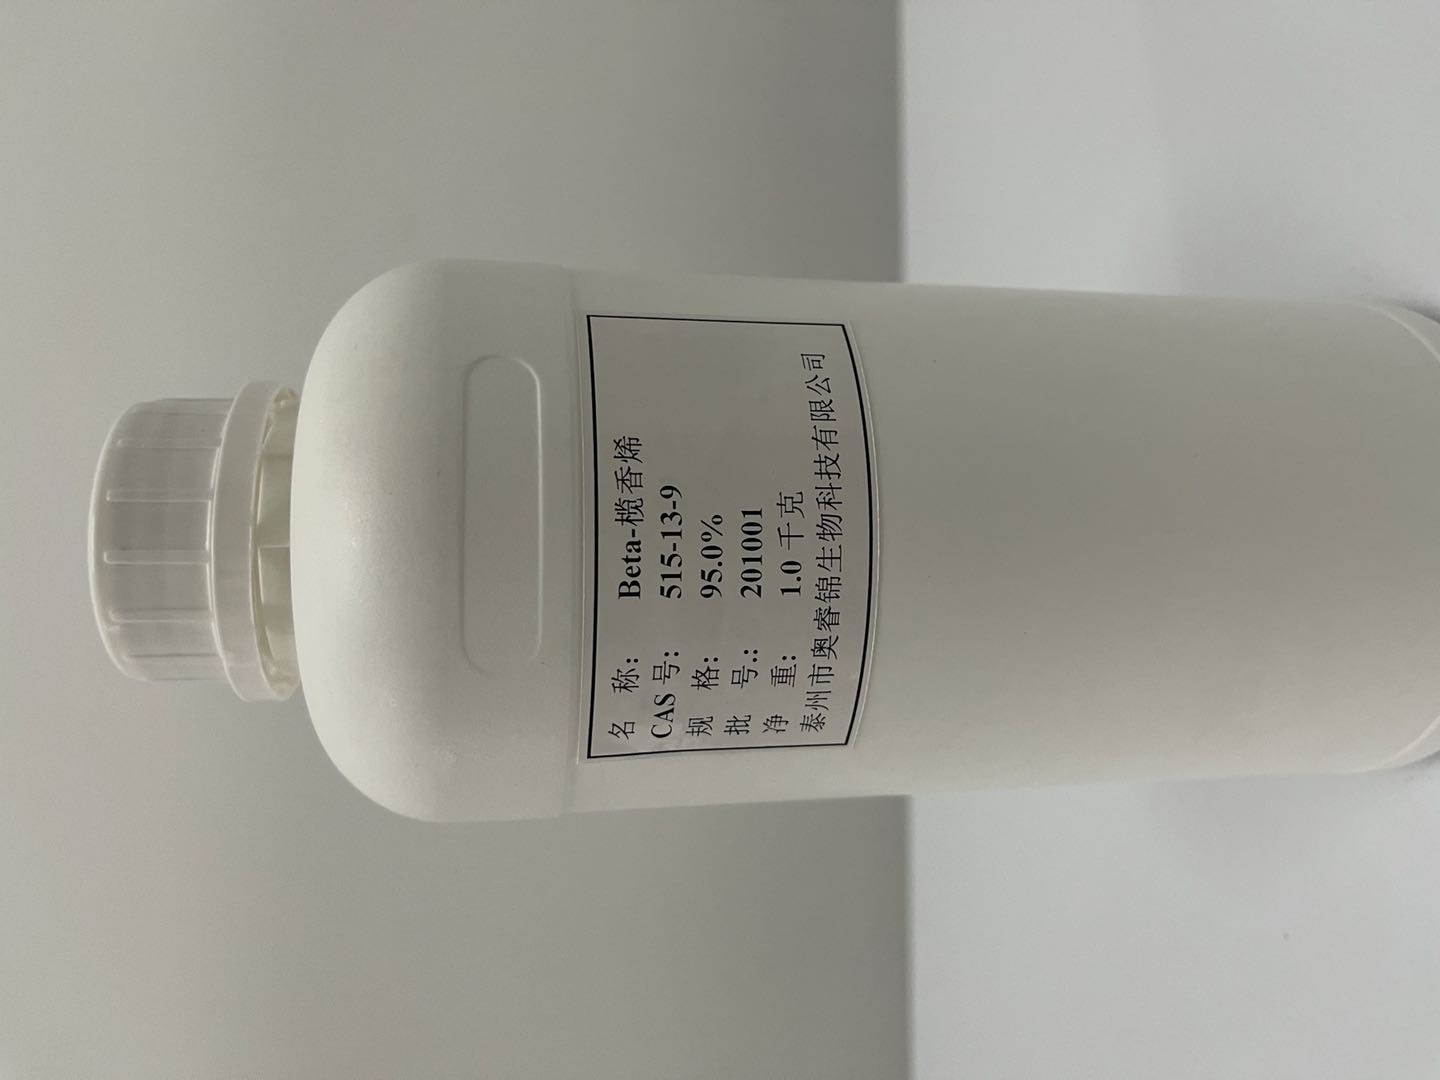 名 称: Beta-榄香烯
CAS 号: 515-13-9
规 格: 95.0%
批 号.: 201001
净 重: 1.0 千克
泰州市奥睿锦生物科技有限公司